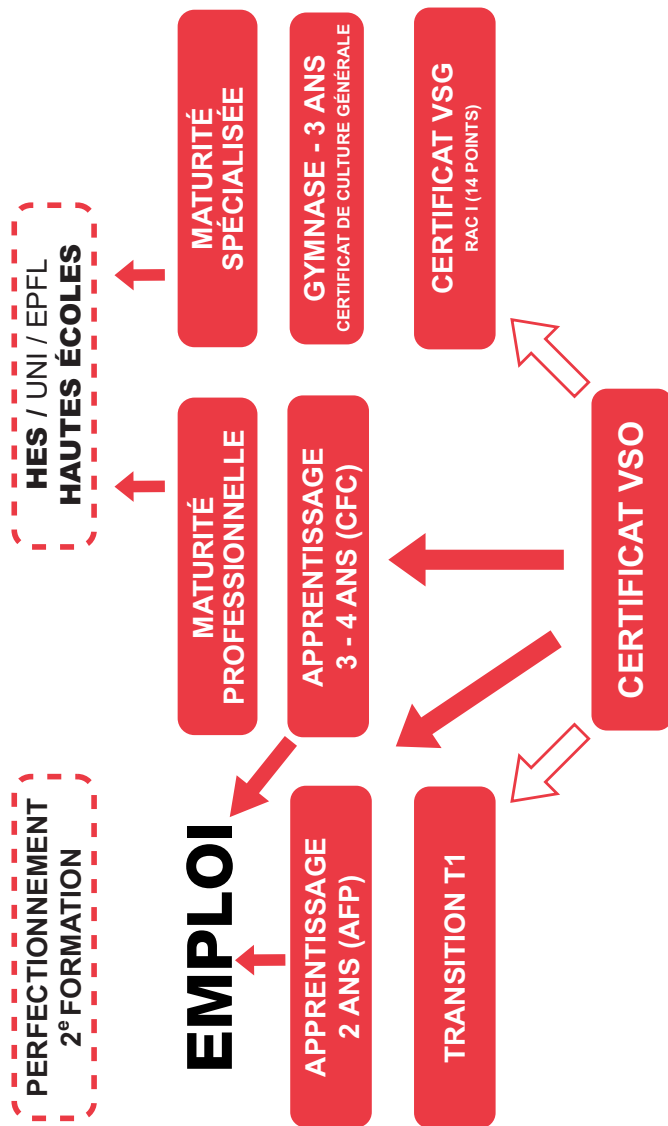 PERFECTIONNEMENT
2e FORMATION
HES / UNI / EPFL
HAUTES ÉCOLES
EMPLOI
MATURITÉ
PROFESSIONNELLE
MATURITÉ
SPÉCIALISÉE
APPRENTISSAGE
2 ANS (AFP)
APPRENTISSAGE
3 - 4 ANS (CFC)
GYMNASE - 3 ANS
CERTIFICAT DE CULTURE GÉNÉRALE
TRANSITION T1
CERTIFICAT VSG
RAC I (14 POINTS)
CERTIFICAT VSO